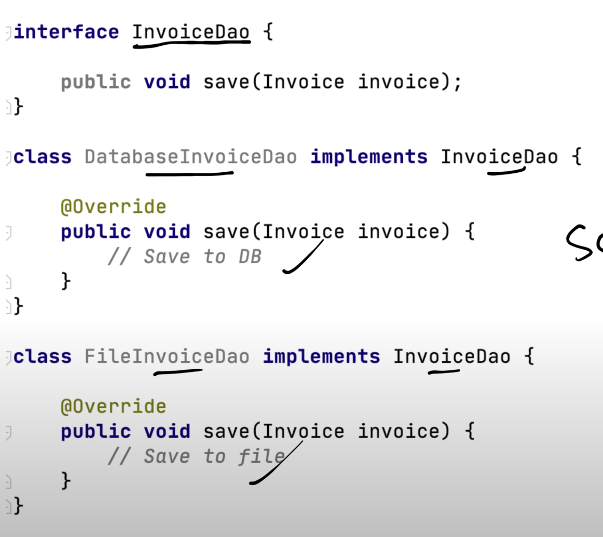 interface InvoiceDao {
public void save(Invoice invoice);
}
class DatabaseInvoiceDao implements InvoiceDao {
@Override
public void save(Invoice invoice) {
// Save to DB
}
}
class FileInvoiceDao implements InvoiceDao {
@Override
public void save(Invoice invoice) {
// Save to file
}
}